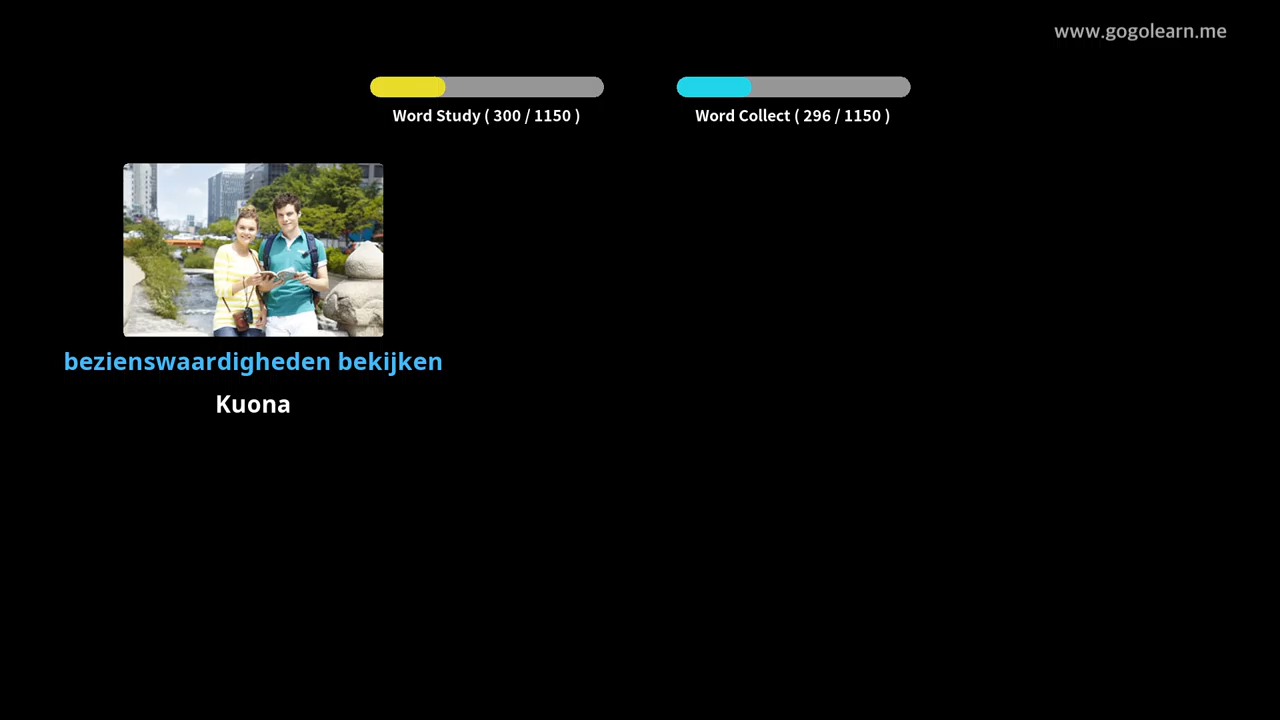 www.gogolearn.me
Word Study ( 300 / 1150 )
Word Collect ( 296 / 1150 )
bezienswaardigheden bekijken
Kuona